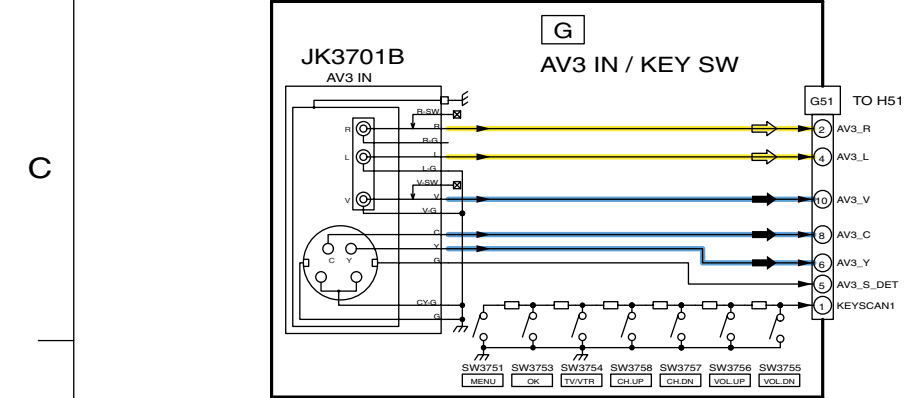 G
JK3701B
AV3 IN / KEY SW
AV3 IN
G51 TO H51
R-SW
R R 2 AV3_R
R-G
L L 4 AV3_L
L-G
V-SW
V V 10 AV3_V
V-G
C
C 8 AV3_C
Y
C Y G 6 AV3_Y
5 AV3_S_DET
CY-G 1 KEYSCAN1
G
SW3751 SW3753 SW3754 SW3758 SW3757 SW3756 SW3755
MENU OK TV/VTR CH.UP CH.DN VOL.UP VOL.DN